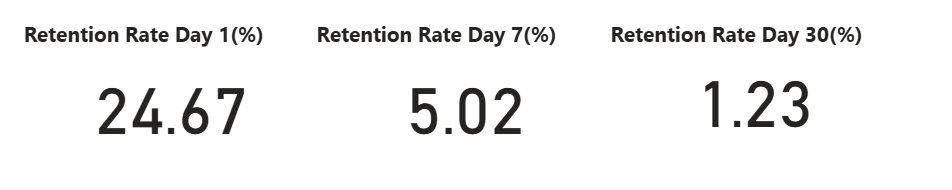 Retention Rate Day 1(%)
Retention Rate Day 7(%)
Retention Rate Day 30(%)
24.67
5.02
1.23